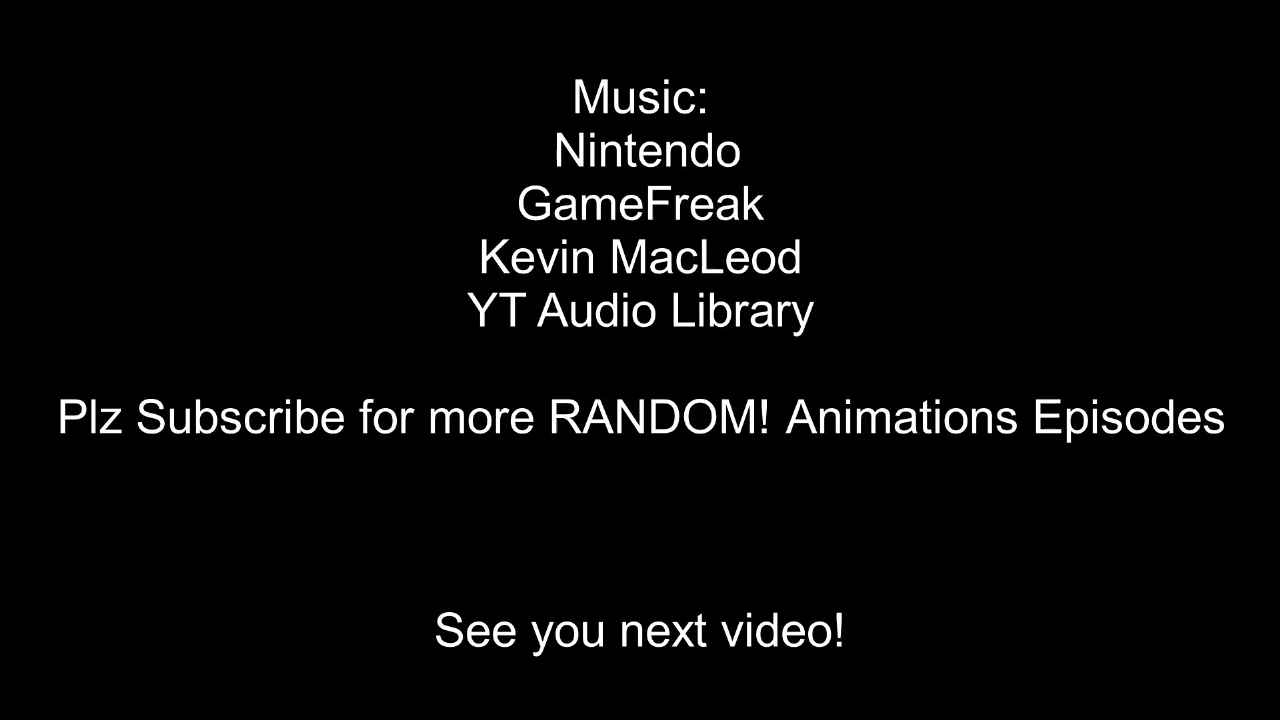 Music:
Nintendo
GameFreak
Kevin MacLeod
YT Audio Library
Plz Subscribe for more RANDOM! Animations Episodes
See you next video!